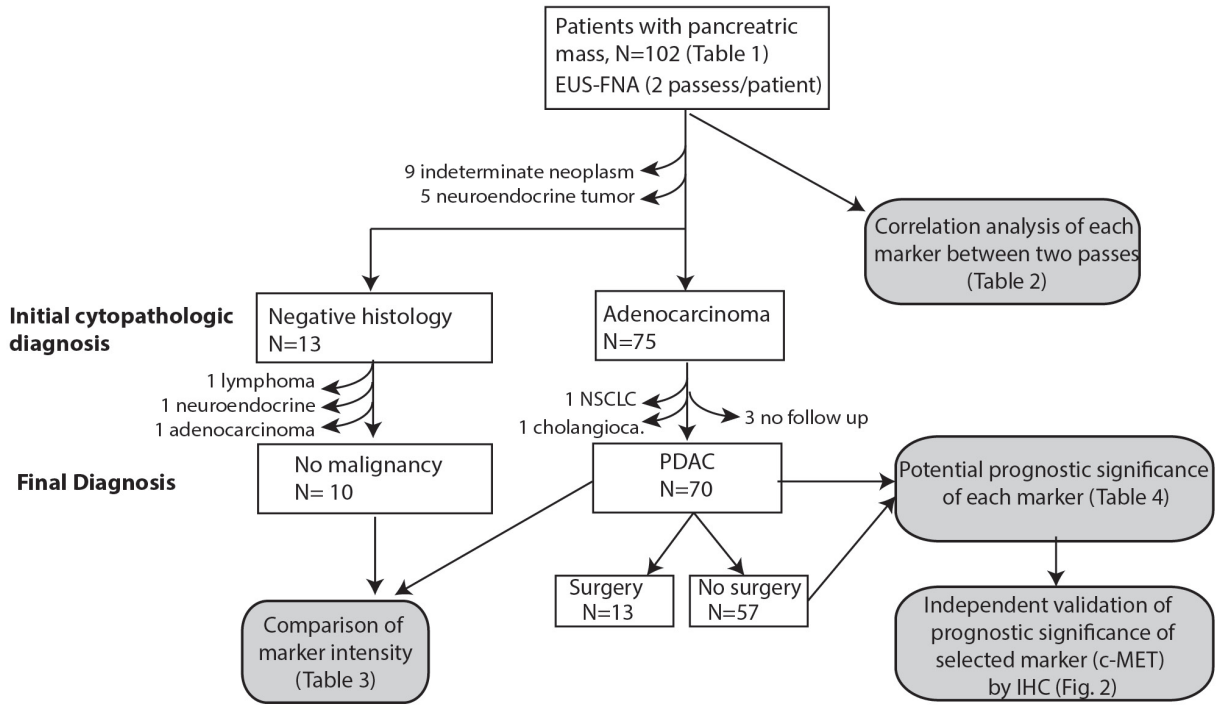 Patients with pancreatric
mass, N=102 (Table 1)
EUS-FNA (2 passess/patient)
9 indeterminate neoplasm
5 neuroendocrine tumor
Correlation analysis of each
marker between two passes
(Table 2)
Initial cytopathologic
diagnosis
Negative histology
N=13
Adenocarcinoma
N=75
1 lymphoma
1 neuroendocrine
1 adenocarcinoma
1 NSCLC
1 cholangioca.
3 no follow up
Final Diagnosis
No malignancy
N= 10
PDAC
N=70
Potential prognostic significance
of each marker (Table 4)
Surgery
N=13
No surgery
N=57
Comparison of
marker intensity
(Table 3)
Independent validation of
prognostic significance of
selected marker (c-MET)
by IHC (Fig. 2)